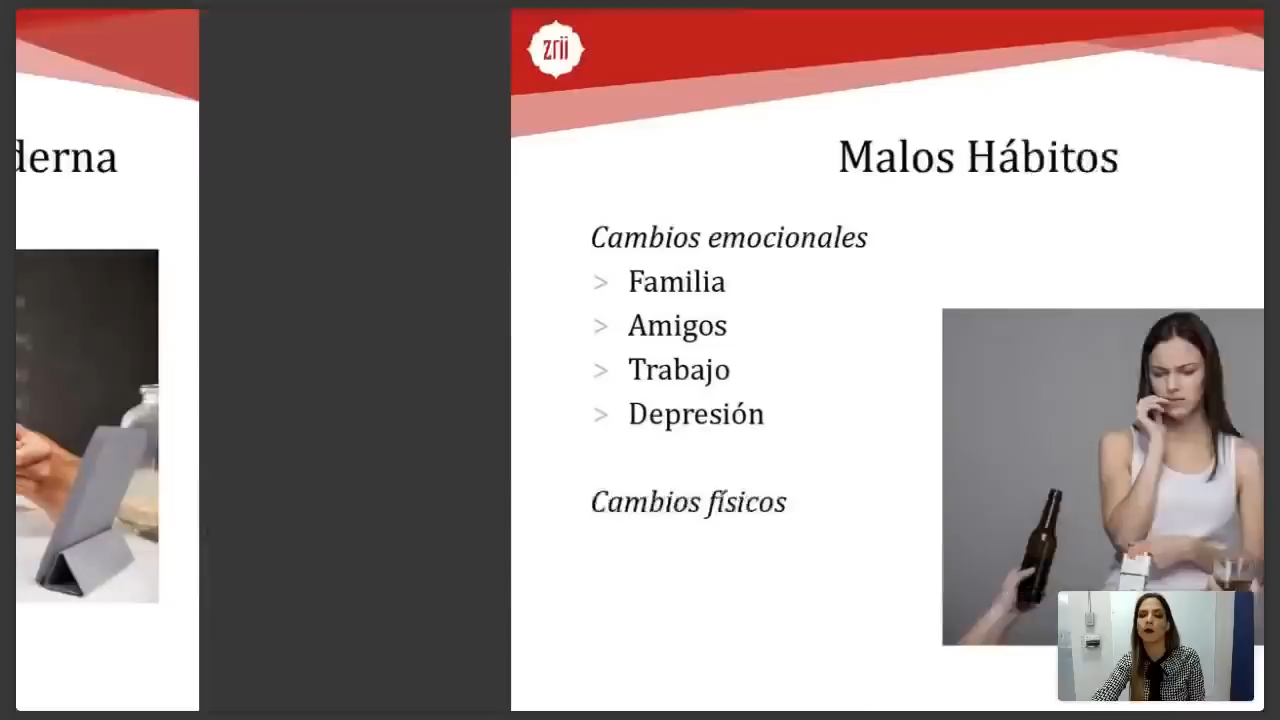 derna
zrii
Malos Hábitos
Cambios emocionales
> Familia
> Amigos
> Trabajo
> Depresión
Cambios físicos